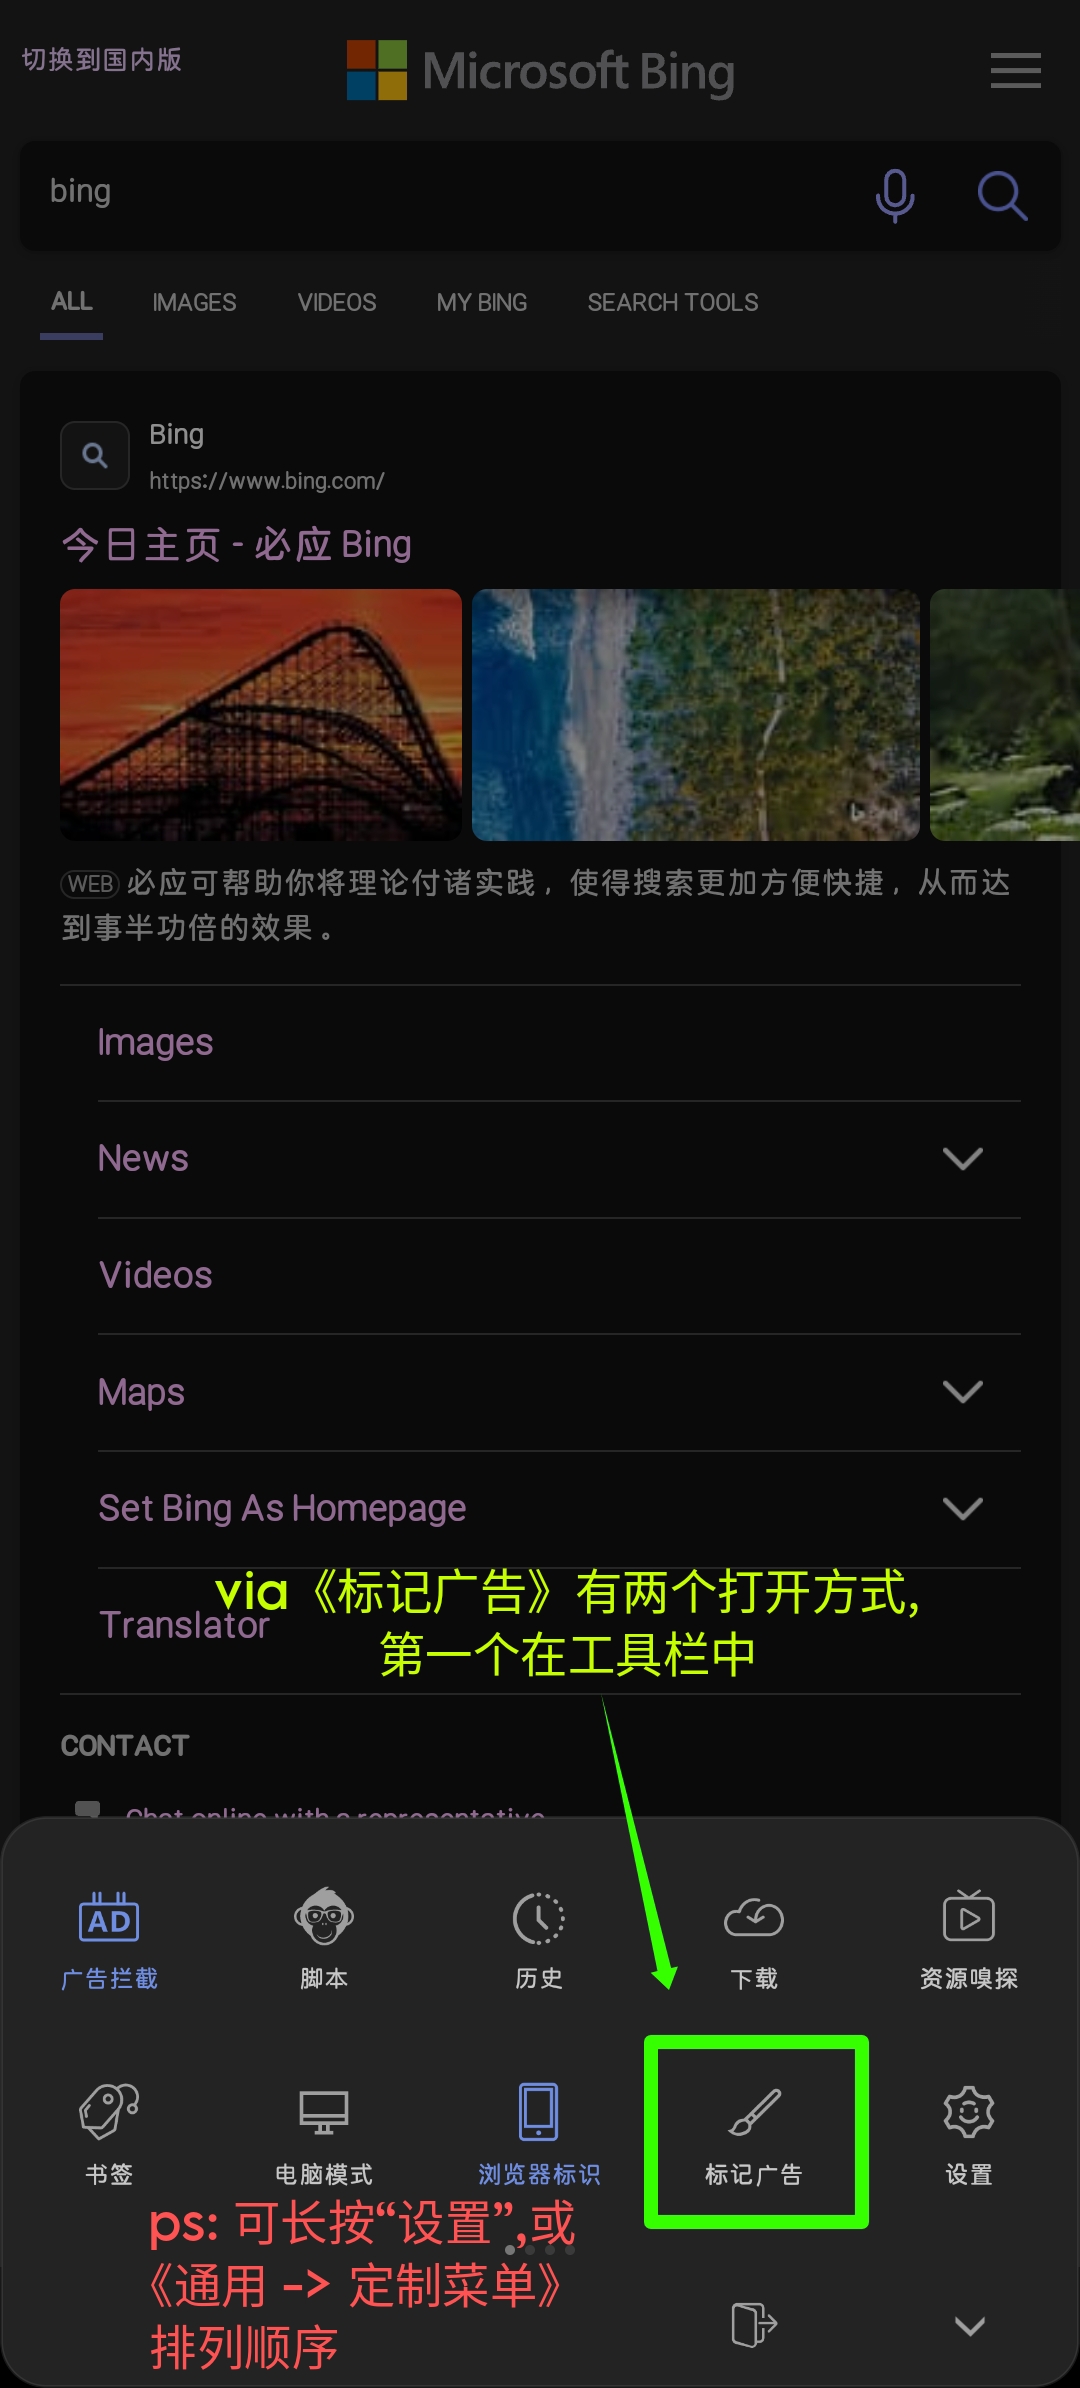 切换到国内版
Microsoft Bing
bing
ALL IMAGES VIDEOS MY BING SEARCH TOOLS
Bing
https://www.bing.com/
今日主页 - 必应 Bing
WEB 必应可帮助你将理论付诸实践，使得搜索更加方便快捷，从而达
到事半功倍的效果。
Images
News
Videos
Maps
Set Bing As Homepage
via《标记广告》有两个打开方式,
Translator
第一个在工具栏中
CONTACT
Chat online with a representative
AD
广告拦截 脚本 历史 下载 资源嗅探
书签 电脑模式 浏览器标识 标记广告 设置
ps: 可长按“设置”,或
《通用 -> 定制菜单》
排列顺序